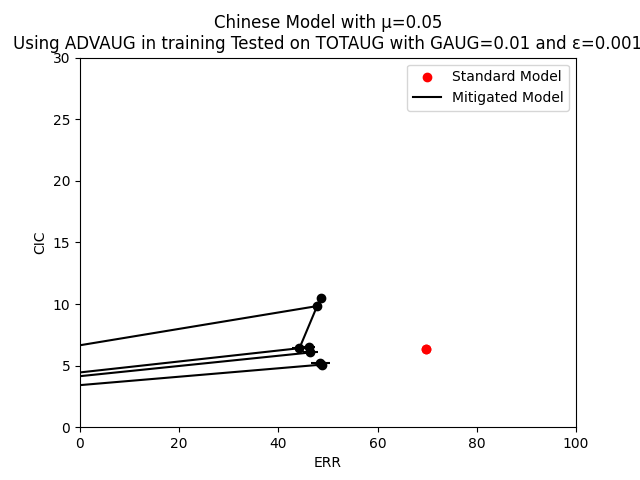 Chinese Model with μ=0.05
Using ADVAUG in training Tested on TOTAUG with GAUG=0.01 and ε=0.001
Standard Model
Mitigated Model
30
25
20
15
10
5
0
CIC
0 20 40 60 80 100
ERR